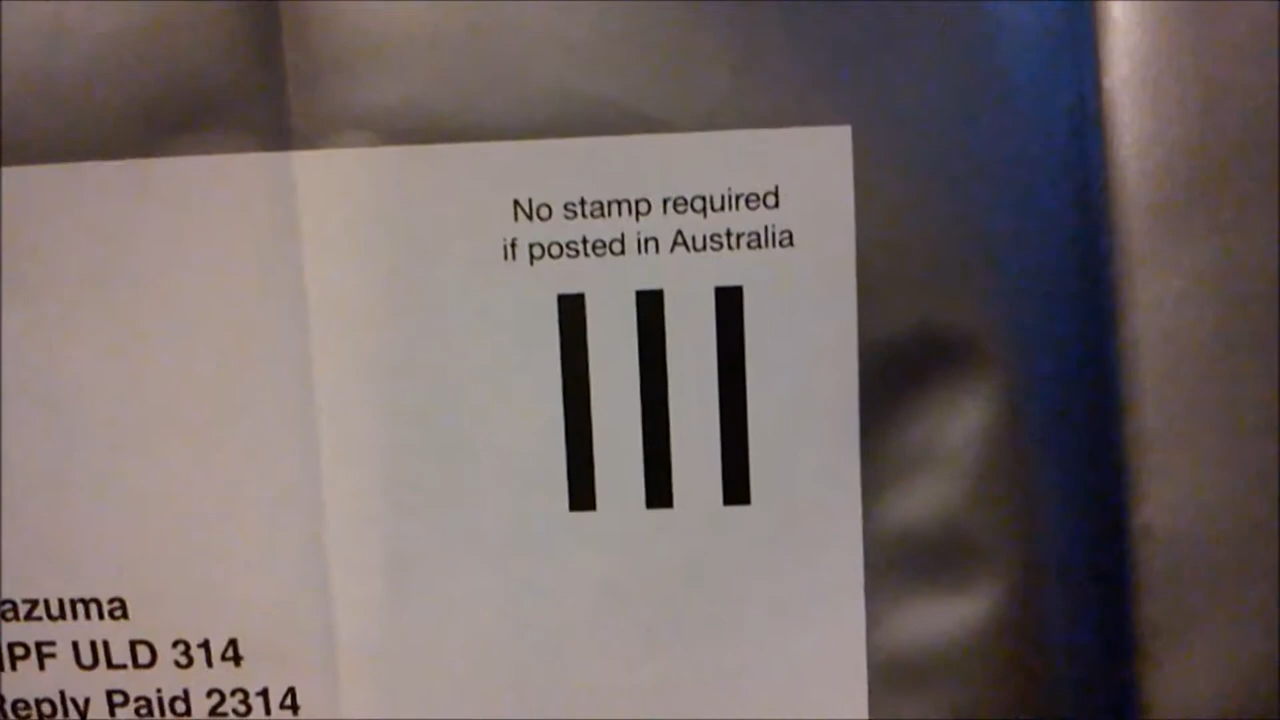 No stamp required
if posted in Australia
azuma
PF ULD 314
Reply Paid 2314